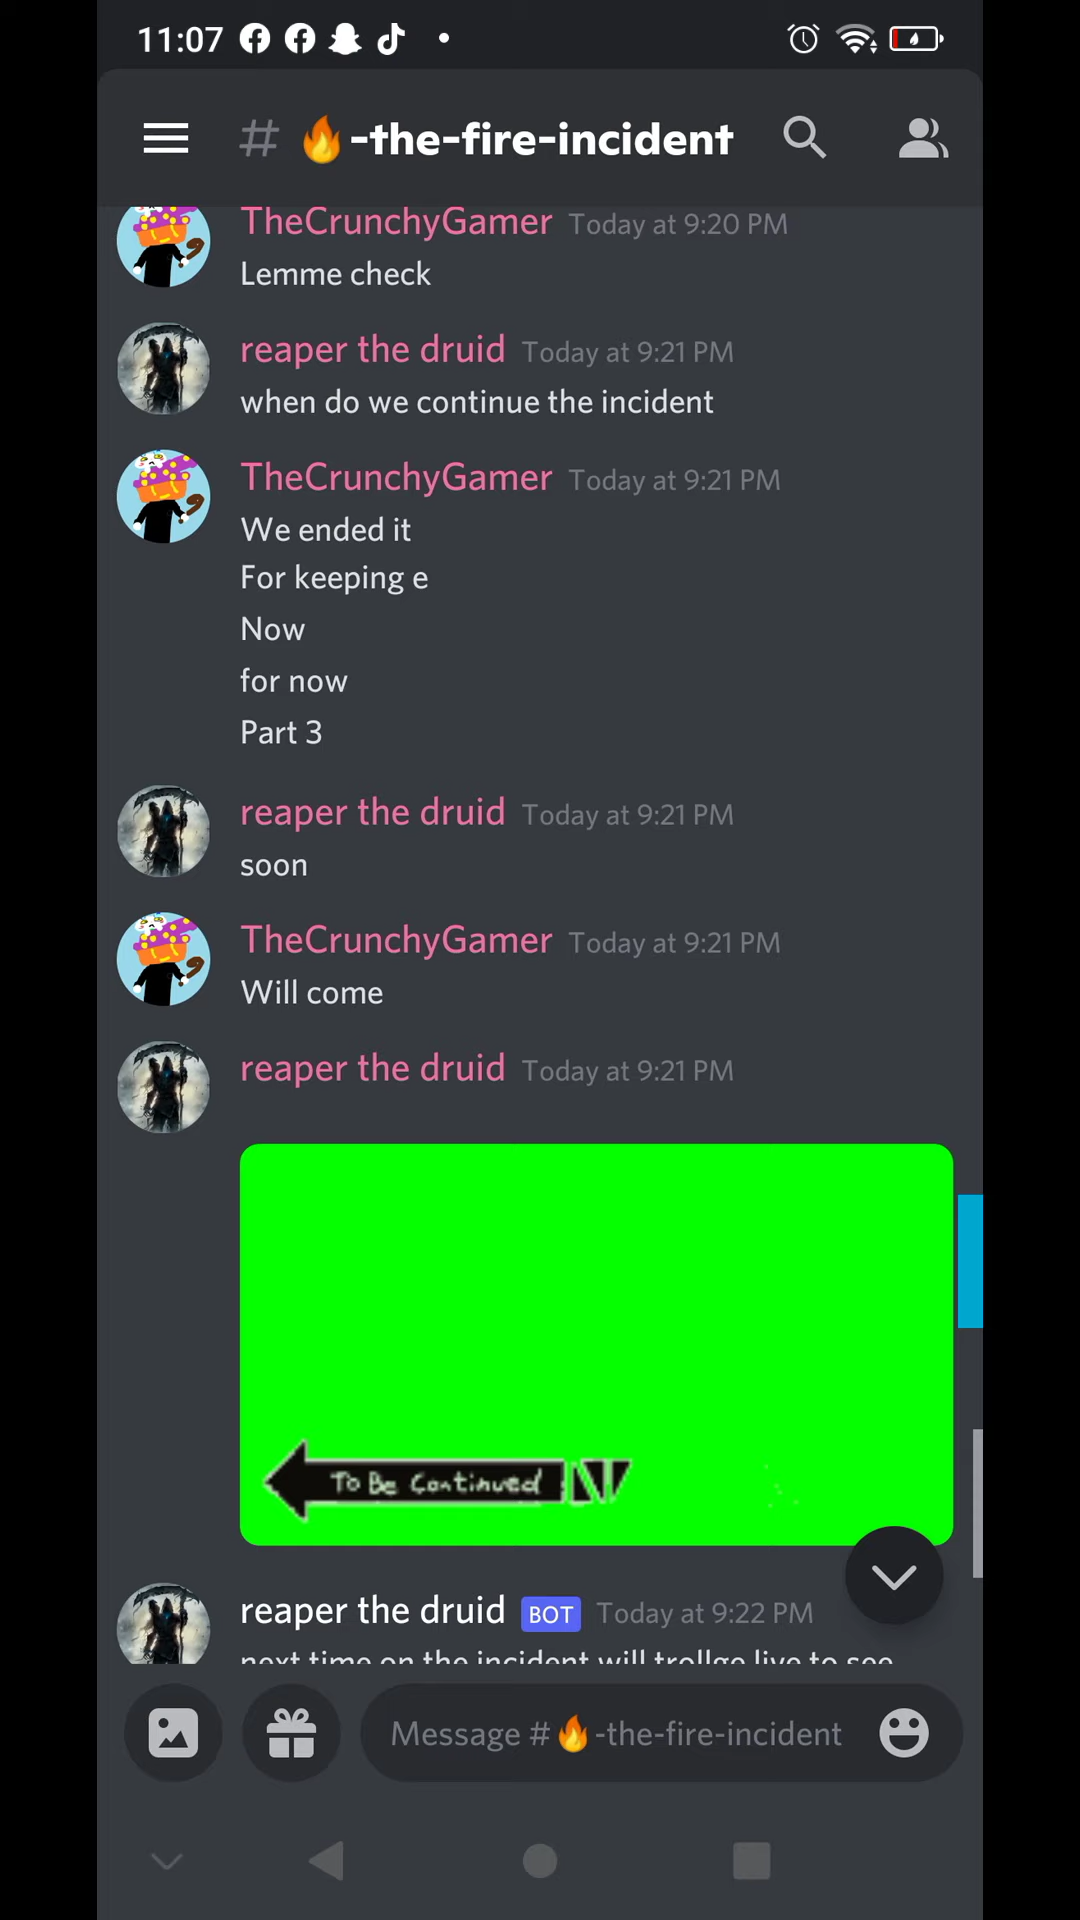 11:07
# 🔥-the-fire-incident
TheCrunchyGamer Today at 9:20 PM
Lemme check
reaper the druid Today at 9:21 PM
when do we continue the incident
TheCrunchyGamer Today at 9:21 PM
We ended it
For keeping e
Now
for now
Part 3
reaper the druid Today at 9:21 PM
soon
TheCrunchyGamer Today at 9:21 PM
Will come
reaper the druid Today at 9:21 PM
To Be Continued
reaper the druid BOT Today at 9:22 PM
next time on the incident will trollge live to see
Message #🔥-the-fire-incident